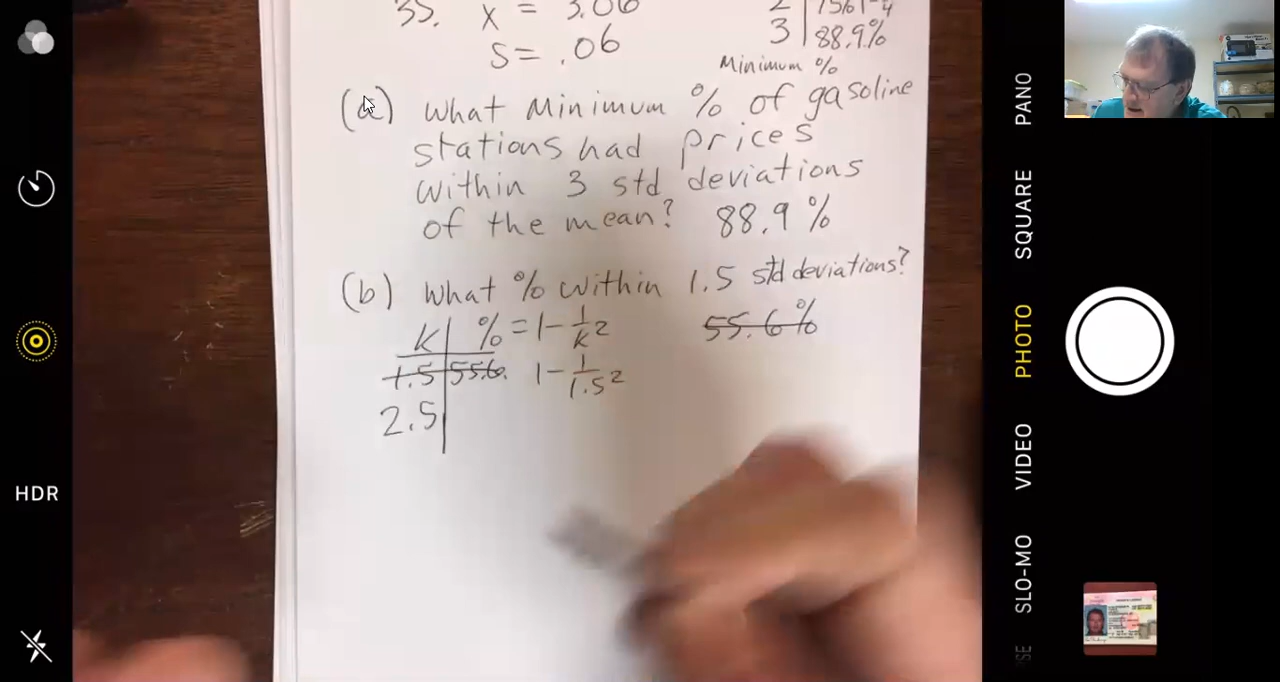 35. x = 3.06
s = .06
3 | 88.9%
Minimum %
(a) What Minimum % of gasoline
stations had prices
within 3 std deviations
of the mean? 88.9 %
(b) What % within 1.5 std deviations?
K | % = 1 - 1/K2
55.6%
1.5 | 55.6. 1 - 1/1.5 2
2.5
HDR
PANO
SQUARE
PHOTO
VIDEO
SLO-MO